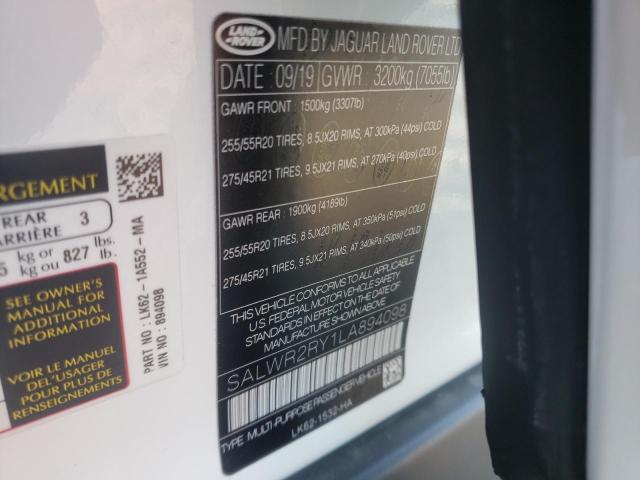 LAND
ROVER
MFD BY JAGUAR LAND ROVER LTD
DATE 09/19 GVWR 3200kg (7055lb)
GAWR FRONT : 1500kg (3307lb)
255/55R20 TIRES, 8.5JX20 RIMS, AT 300kPa (44psi) COLD
275/45R21 TIRES, 9.5JX21 RIMS, AT 270kPa (40psi) COLD
GAWR REAR : 1900kg (4189lb)
255/55R20 TIRES, 8.5JX20 RIMS, AT 350kPa (51psi) COLD
275/45R21 TIRES, 9.5JX21 RIMS, AT 340kPa (50psi) COLD
THIS VEHICLE CONFORMS TO ALL APPLICABLE
U.S. FEDERAL MOTOR VEHICLE SAFETY
STANDARDS IN EFFECT ON THE DATE OF
MANUFACTURE SHOWN ABOVE
SALWR2RY1LA894098
TYPE: MULTI-PURPOSE PASSENGER VEHICLE
LK62-1532-HA
ARGEMENT
REAR
ARRIÈRE 3
5 kg or
kg ou 827 lbs.
lb.
SEE OWNER'S
MANUAL FOR
ADDITIONAL
INFORMATION
VOIR LE MANUEL
DE L'USAGER
POUR PLUS DE
RENSEIGNEMENTS
PART NO : LK62-1A552-MA
VIN NO : 894098